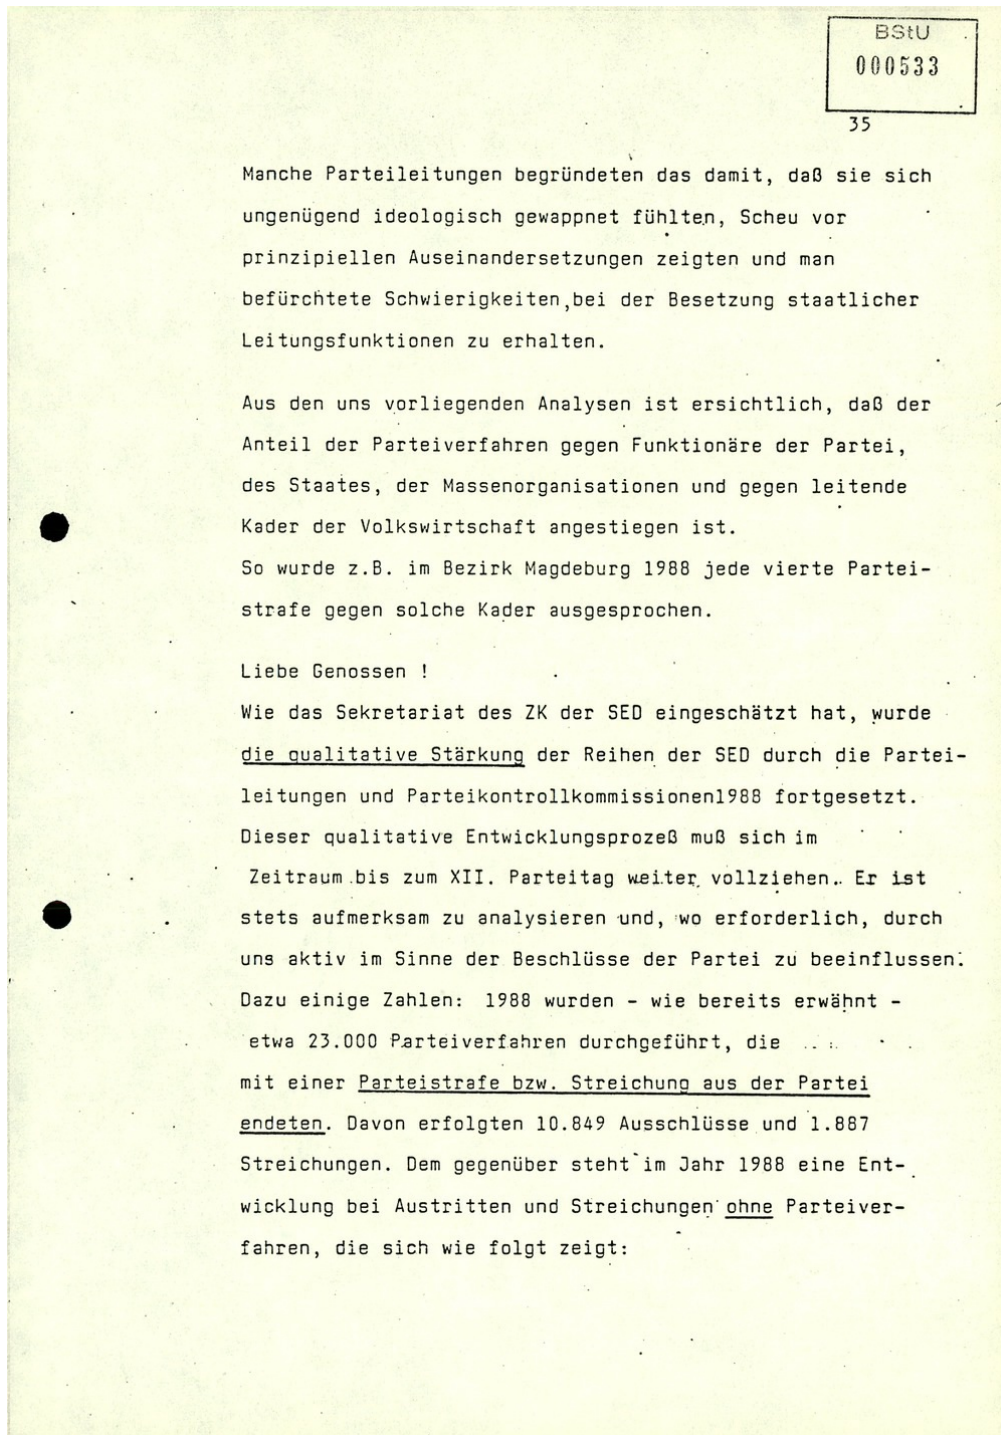 BStU
000533
35
Manche Parteileitungen begründeten das damit, daß sie sich
ungenügend ideologisch gewappnet fühlten, Scheu vor
prinzipiellen Auseinandersetzungen zeigten und man
befürchtete Schwierigkeiten,bei der Besetzung staatlicher
Leitungsfunktionen zu erhalten.
Aus den uns vorliegenden Analysen ist ersichtlich, daß der
Anteil der Parteiverfahren gegen Funktionäre der Partei,
des Staates, der Massenorganisationen und gegen leitende
Kader der Volkswirtschaft angestiegen ist.
So wurde z.B. im Bezirk Magdeburg 1988 jede vierte Partei-
strafe gegen solche Kader ausgesprochen.
Liebe Genossen !
Wie das Sekretariat des ZK der SED eingeschätzt hat, wurde
die qualitative Stärkung der Reihen der SED durch die Partei-
leitungen und Parteikontrollkommissionen1988 fortgesetzt.
Dieser qualitative Entwicklungsprozeß muß sich im
Zeitraum bis zum XII. Parteitag weiter vollziehen. Er ist
stets aufmerksam zu analysieren und, wo erforderlich, durch
uns aktiv im Sinne der Beschlüsse der Partei zu beeinflussen.
Dazu einige Zahlen: 1988 wurden - wie bereits erwähnt -
etwa 23.000 Parteiverfahren durchgeführt, die
mit einer Parteistrafe bzw. Streichung aus der Partei
endeten. Davon erfolgten 10.849 Ausschlüsse und 1.887
Streichungen. Dem gegenüber steht im Jahr 1988 eine Ent-
wicklung bei Austritten und Streichungen ohne Parteiver-
fahren, die sich wie folgt zeigt: